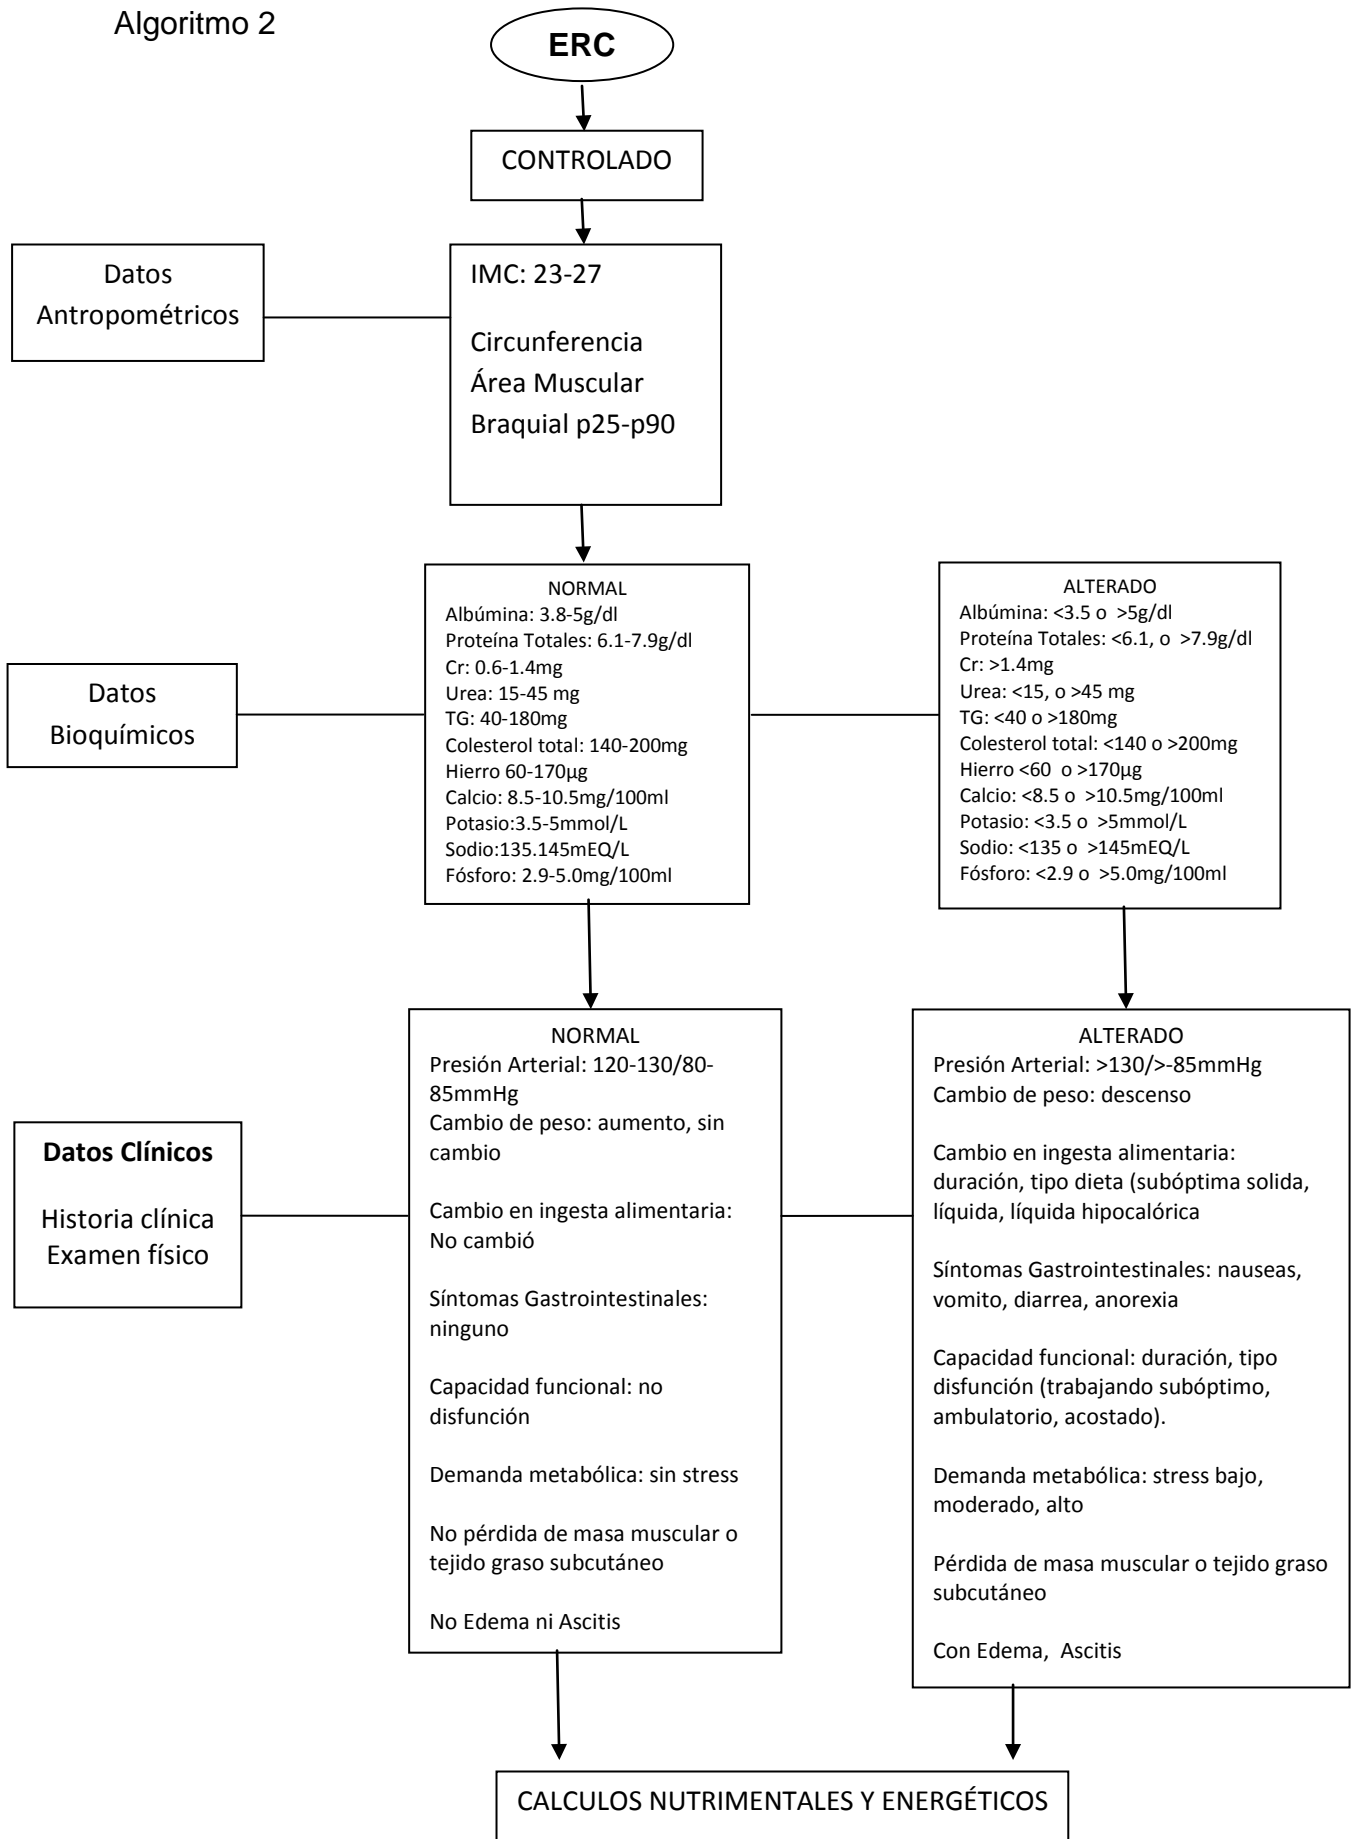 Algoritmo 2
ERC
CONTROLADO
Datos
Antropométricos
IMC: 23-27
Circunferencia
Área Muscular
Braquial p25-p90
Datos
Bioquímicos
NORMAL
Albúmina: 3.8-5g/dl
Proteína Totales: 6.1-7.9g/dl
Cr: 0.6-1.4mg
Urea: 15-45 mg
TG: 40-180mg
Colesterol total: 140-200mg
Hierro 60-170µg
Calcio: 8.5-10.5mg/100ml
Potasio:3.5-5mmol/L
Sodio:135.145mEQ/L
Fósforo: 2.9-5.0mg/100ml
ALTERADO
Albúmina: <3.5 o >5g/dl
Proteína Totales: <6.1, o >7.9g/dl
Cr: >1.4mg
Urea: <15, o >45 mg
TG: <40 o >180mg
Colesterol total: <140 o >200mg
Hierro <60 o >170µg
Calcio: <8.5 o >10.5mg/100ml
Potasio: <3.5 o >5mmol/L
Sodio: <135 o >145mEQ/L
Fósforo: <2.9 o >5.0mg/100ml
Datos Clínicos
Historia clínica
Examen físico
NORMAL
Presión Arterial: 120-130/80-
85mmHg
Cambio de peso: aumento, sin
cambio
Cambio en ingesta alimentaria:
No cambió
Síntomas Gastrointestinales:
ninguno
Capacidad funcional: no
disfunción
Demanda metabólica: sin stress
No pérdida de masa muscular o
tejido graso subcutáneo
No Edema ni Ascitis
ALTERADO
Presión Arterial: >130/>-85mmHg
Cambio de peso: descenso
Cambio en ingesta alimentaria:
duración, tipo dieta (subóptima solida,
líquida, líquida hipocalórica
Síntomas Gastrointestinales: nauseas,
vomito, diarrea, anorexia
Capacidad funcional: duración, tipo
disfunción (trabajando subóptimo,
ambulatorio, acostado).
Demanda metabólica: stress bajo,
moderado, alto
Pérdida de masa muscular o tejido graso
subcutáneo
Con Edema, Ascitis
CALCULOS NUTRIMENTALES Y ENERGÉTICOS